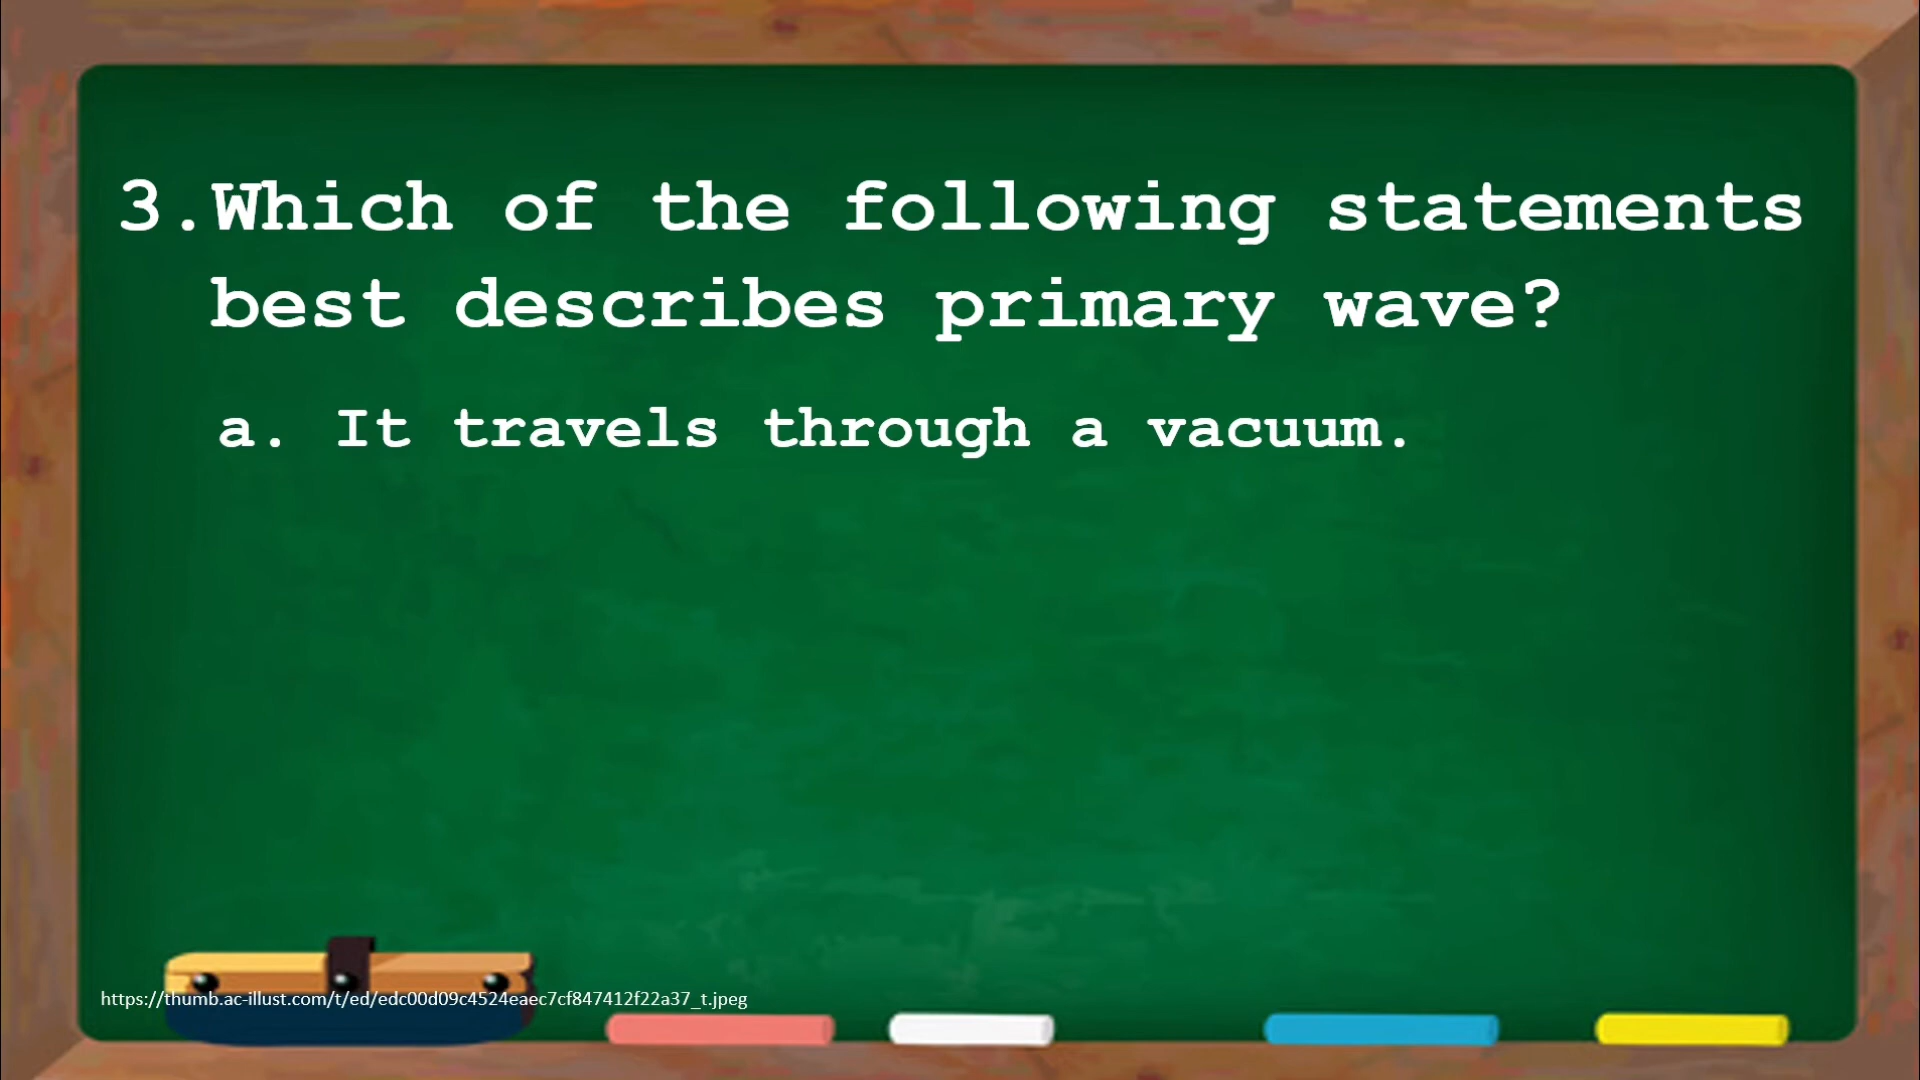 3.Which of the following statements
best describes primary wave?
a. It travels through a vacuum.
https://thumb.ac-illust.com/t/ed/edc00d09c4524eaec7cf847412f22a37_t.jpeg